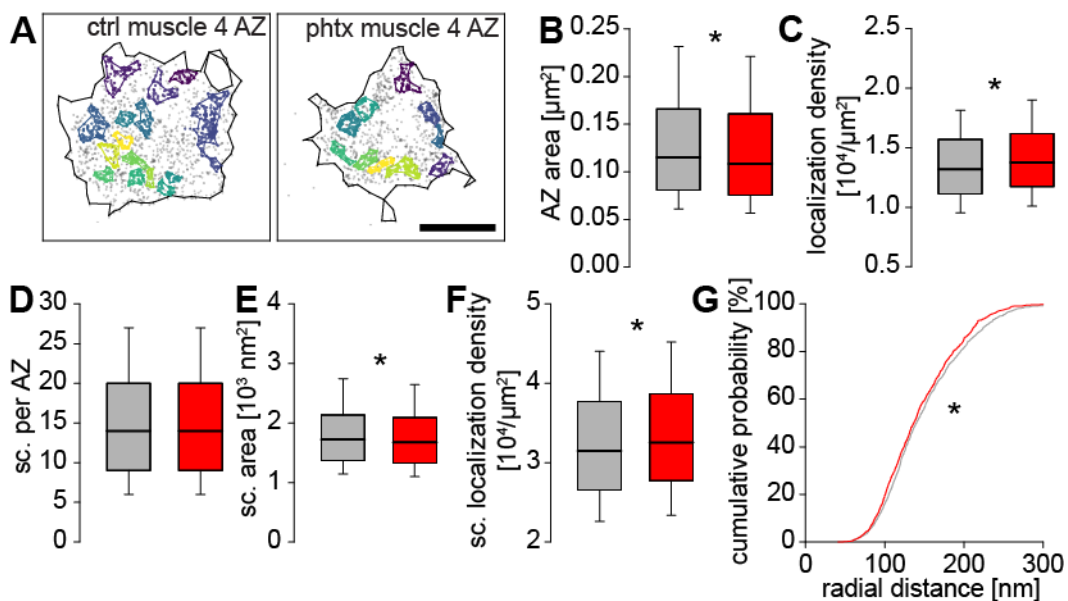 A
ctrl muscle 4 AZ
phtx muscle 4 AZ
B
AZ area [µm²]
0.25
0.20
0.15
0.10
0.05
0.00
*
C
localization density
[10⁴/µm²]
2.5
2.0
1.5
1.0
0.5
*
D
sc. per AZ
30
25
20
15
10
5
0
E
sc. area [10³ nm²]
4
3
2
1
0
*
F
sc. localization density
[10⁴/µm²]
5
4
3
2
*
G
cumulative probability [%]
100
80
60
40
20
0
*
0 100 200 300
radial distance [nm]